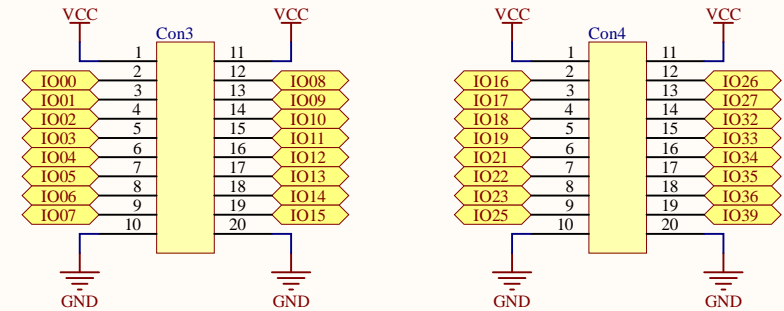 VCC VCC VCC VCC
Con3 Con4
1 11 1 11
IO00 2 12 IO08 IO16 2 12 IO26
IO01 3 13 IO09 IO17 3 13 IO27
IO02 4 14 IO10 IO18 4 14 IO32
IO03 5 15 IO11 IO19 5 15 IO33
IO04 6 16 IO12 IO21 6 16 IO34
IO05 7 17 IO13 IO22 7 17 IO35
IO06 8 18 IO14 IO23 8 18 IO36
IO07 9 19 IO15 IO25 9 19 IO39
10 20 10 20
GND GND GND GND